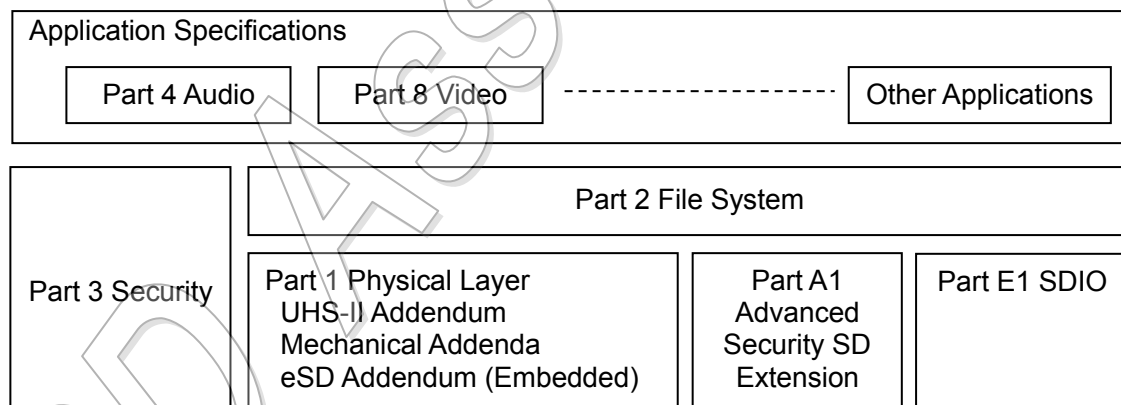 Application Specifications
Part 4 Audio
Part 8 Video
Other Applications
Part 2 File System
Part 3 Security
Part 1 Physical Layer
UHS-II Addendum
Mechanical Addenda
eSD Addendum (Embedded)
Part A1
Advanced
Security SD
Extension
Part E1 SDIO